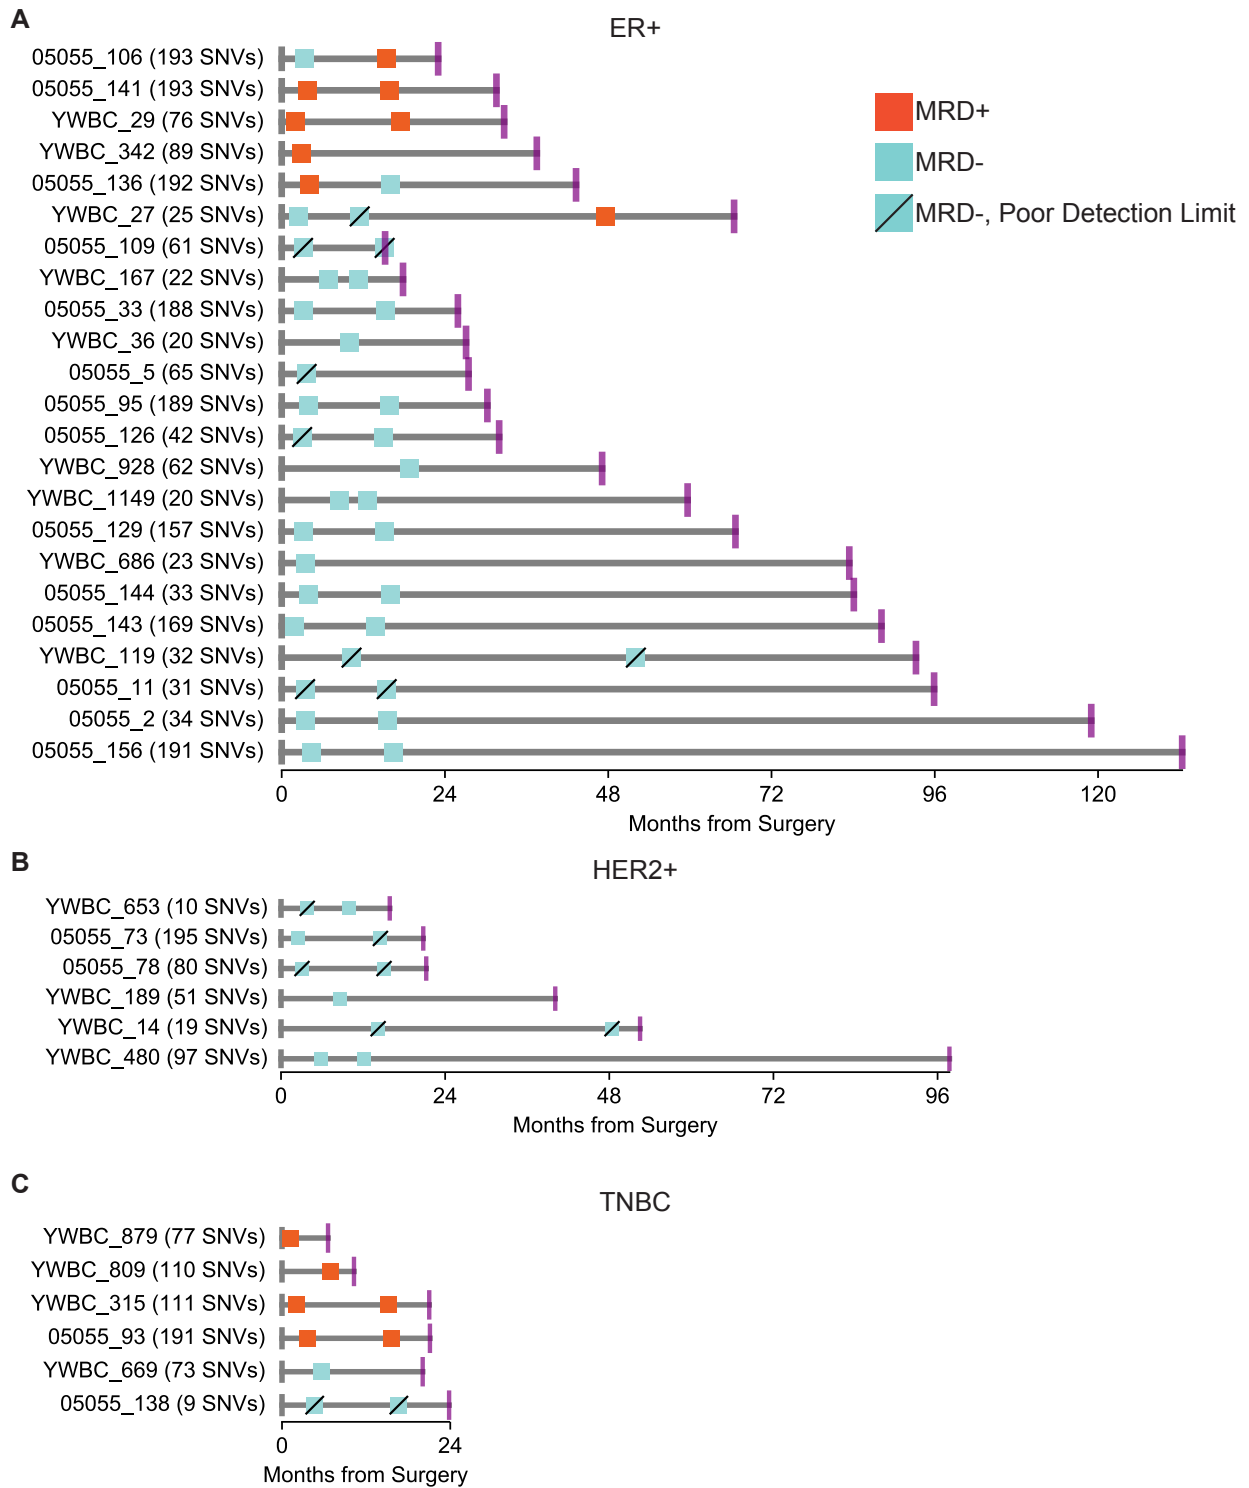 A
ER+
05055_106 (193 SNVs)
05055_141 (193 SNVs)
YWBC_29 (76 SNVs)
YWBC_342 (89 SNVs)
05055_136 (192 SNVs)
YWBC_27 (25 SNVs)
05055_109 (61 SNVs)
YWBC_167 (22 SNVs)
05055_33 (188 SNVs)
YWBC_36 (20 SNVs)
05055_5 (65 SNVs)
05055_95 (189 SNVs)
05055_126 (42 SNVs)
YWBC_928 (62 SNVs)
YWBC_1149 (20 SNVs)
05055_129 (157 SNVs)
YWBC_686 (23 SNVs)
05055_144 (33 SNVs)
05055_143 (169 SNVs)
YWBC_119 (32 SNVs)
05055_11 (31 SNVs)
05055_2 (34 SNVs)
05055_156 (191 SNVs)
MRD+
MRD-
MRD-, Poor Detection Limit
0 24 48 72 96 120
Months from Surgery
B
HER2+
YWBC_653 (10 SNVs)
05055_73 (195 SNVs)
05055_78 (80 SNVs)
YWBC_189 (51 SNVs)
YWBC_14 (19 SNVs)
YWBC_480 (97 SNVs)
0 24 48 72 96
Months from Surgery
C
TNBC
YWBC_879 (77 SNVs)
YWBC_809 (110 SNVs)
YWBC_315 (111 SNVs)
05055_93 (191 SNVs)
YWBC_669 (73 SNVs)
05055_138 (9 SNVs)
0 24
Months from Surgery